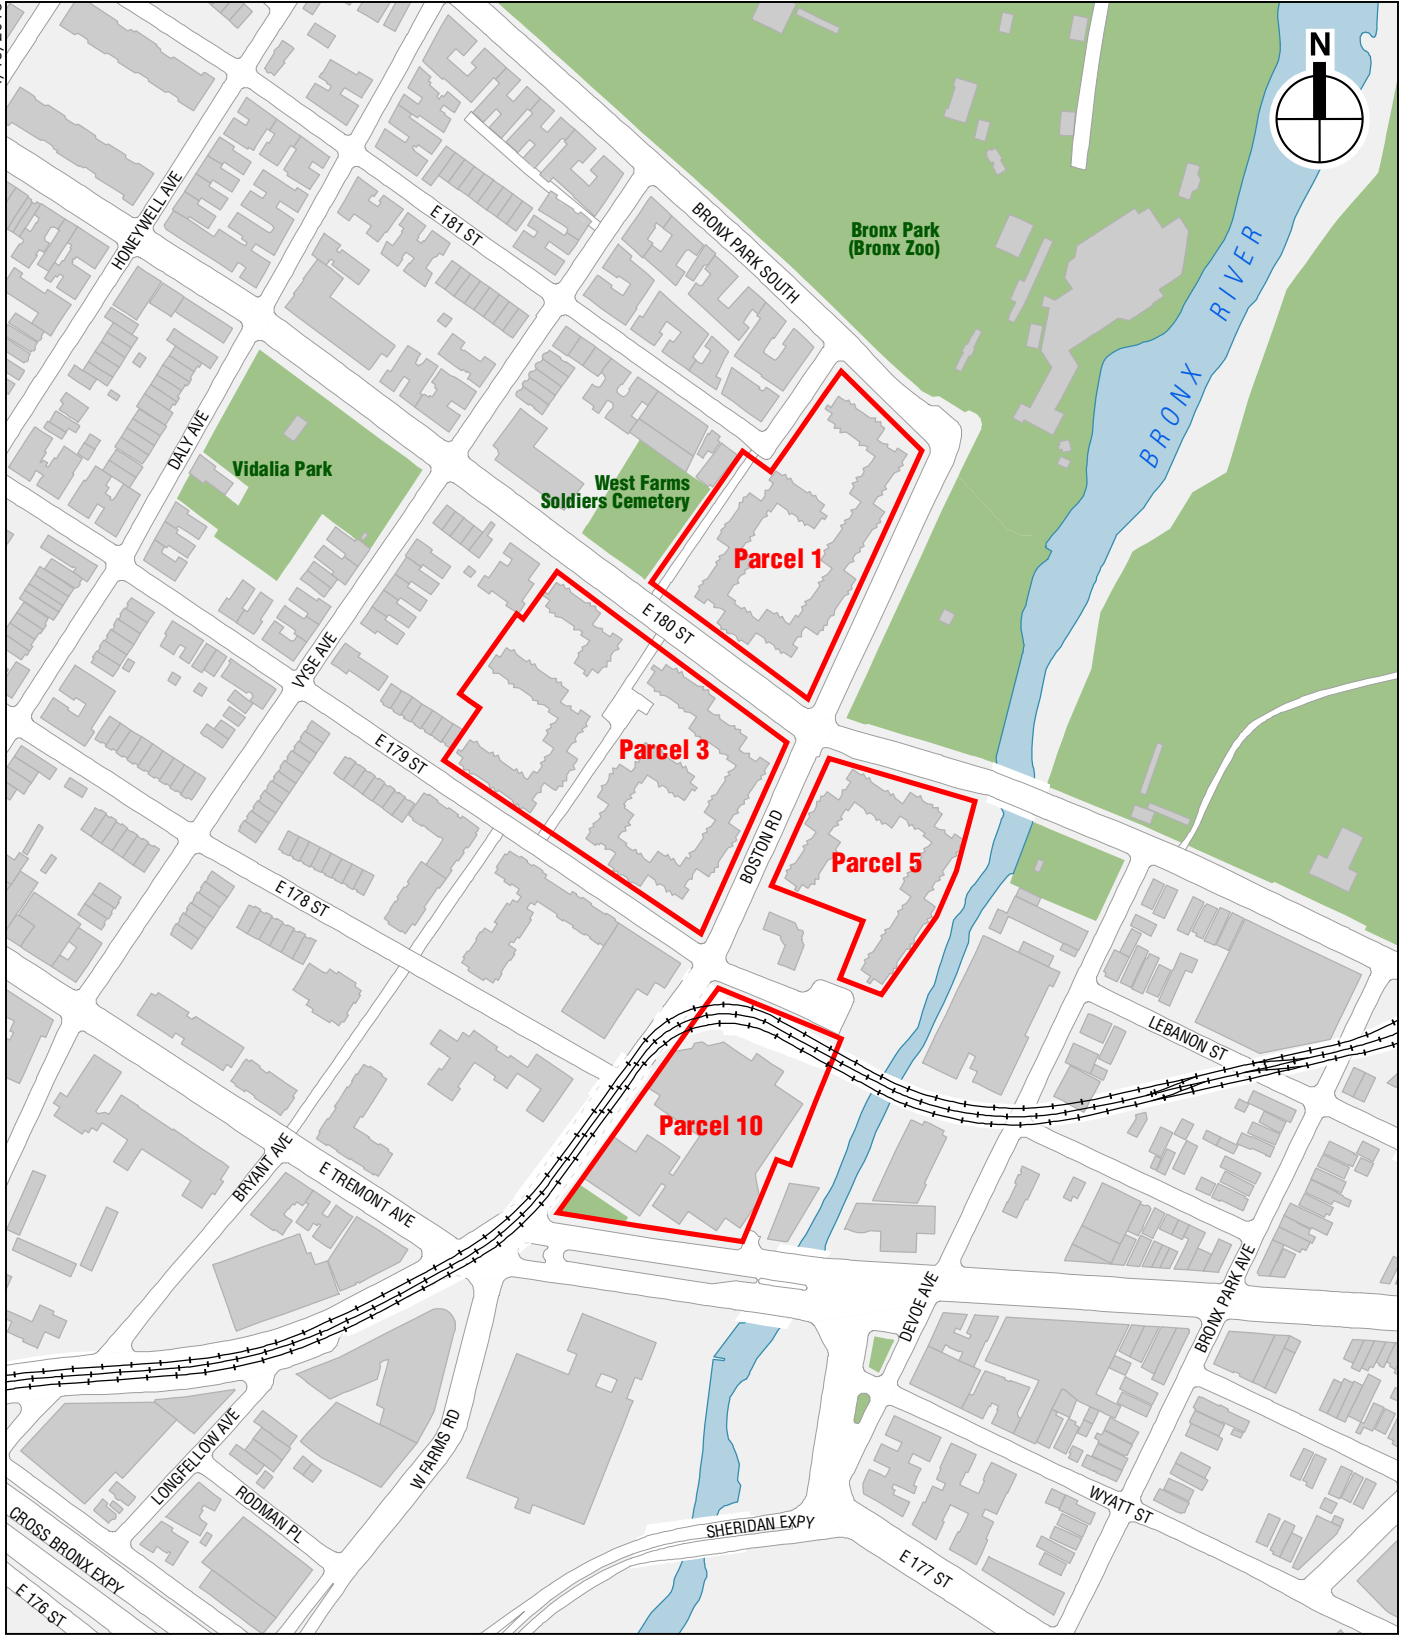 N
HONEYWELL AVE
E 181 ST
BRONX PARK SOUTH
Bronx Park
(Bronx Zoo)
BRONX RIVER
DALY AVE
Vidalia Park
West Farms
Soldiers Cemetery
Parcel 1
E 180 ST
VYSE AVE
E 179 ST
Parcel 3
BOSTON RD
Parcel 5
E 178 ST
LEBANON ST
Parcel 10
BRYANT AVE
E TREMONT AVE
DEVOE AVE
BRONX PARK AVE
LONGFELLOW AVE
W FARMS RD
RODMAN PL
WYATT ST
CROSS BRONX EXPY
SHERIDAN EXPY
E 177 ST
E 176 ST